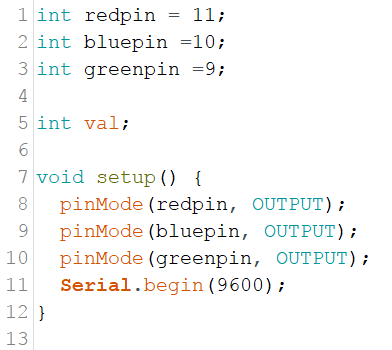 1 int redpin = 11;
2 int bluepin =10;
3 int greenpin =9;
4
5 int val;
6
7 void setup() {
8   pinMode(redpin, OUTPUT);
9   pinMode(bluepin, OUTPUT);
10   pinMode(greenpin, OUTPUT);
11   Serial.begin(9600);
12 }
13